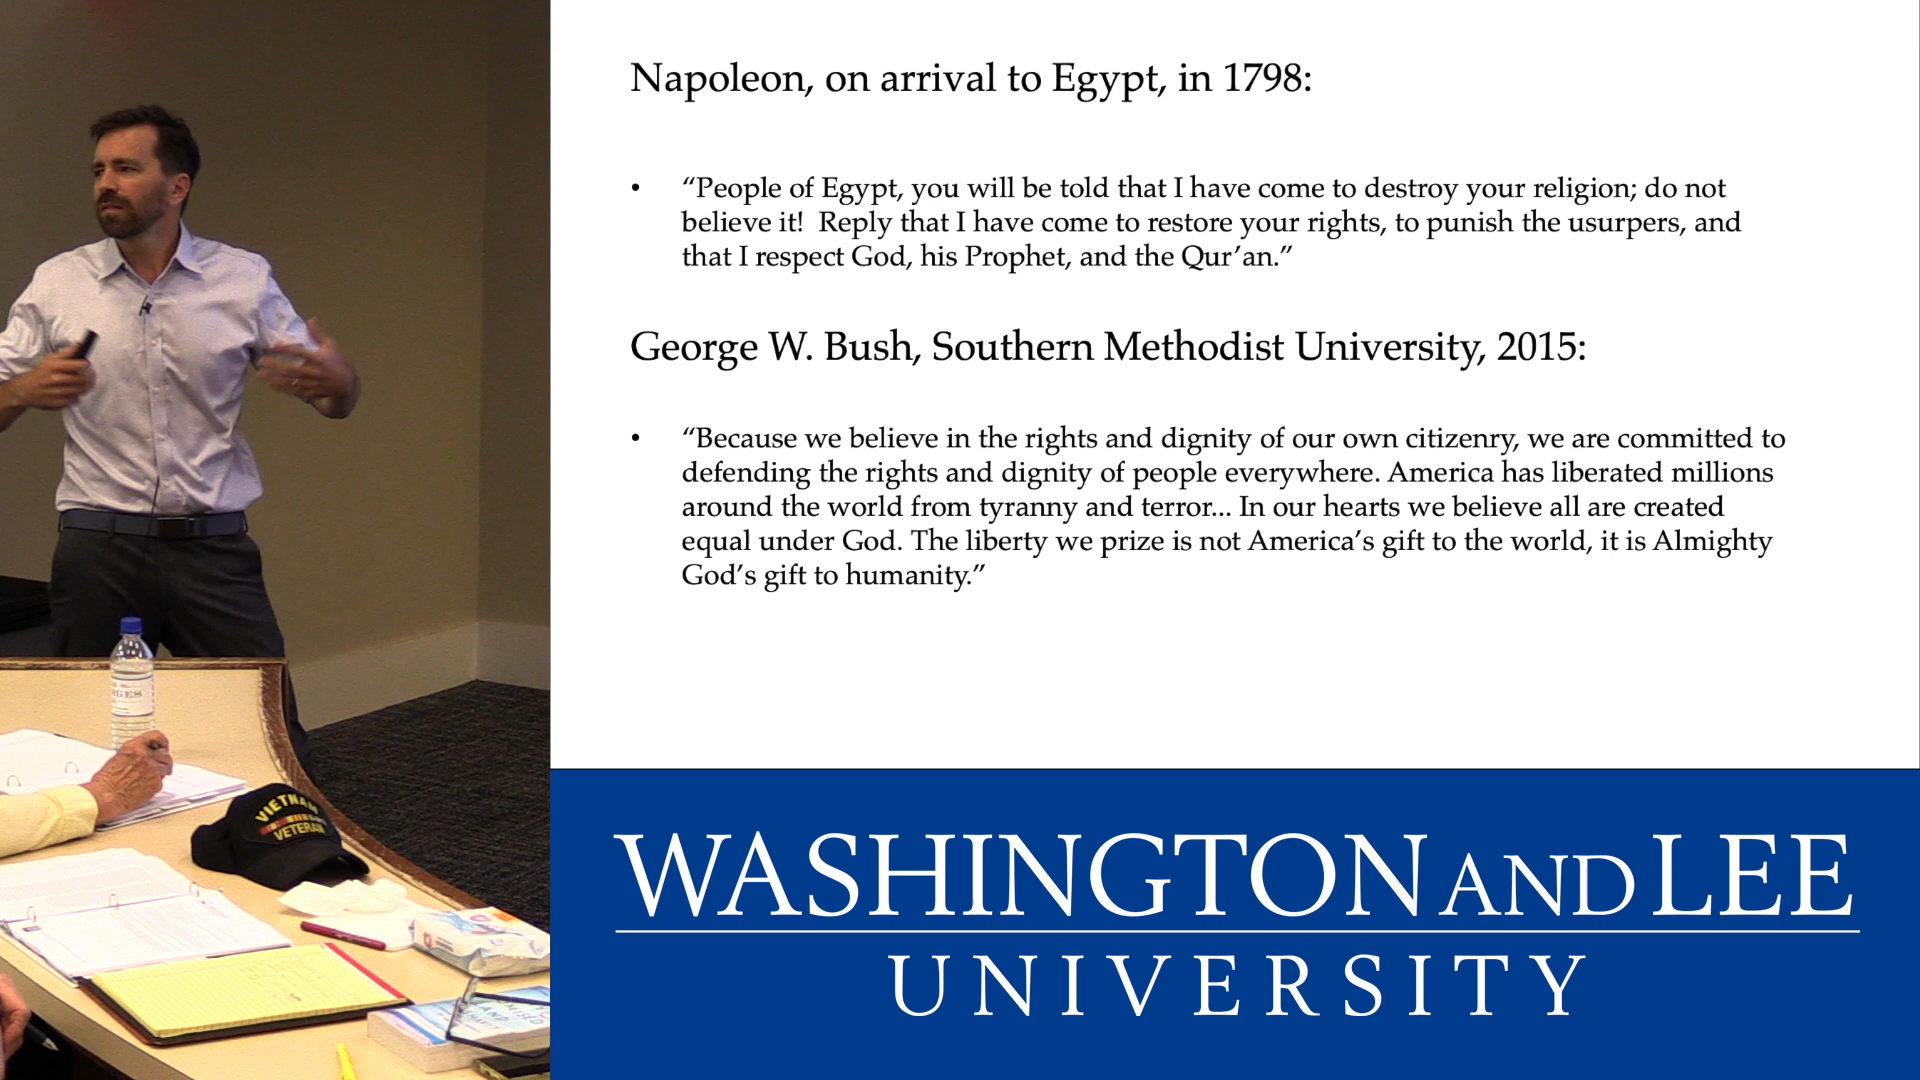 Napoleon, on arrival to Egypt, in 1798:
• “People of Egypt, you will be told that I have come to destroy your religion; do not
believe it!  Reply that I have come to restore your rights, to punish the usurpers, and
that I respect God, his Prophet, and the Qur’an.”
George W. Bush, Southern Methodist University, 2015:
• “Because we believe in the rights and dignity of our own citizenry, we are committed to
defending the rights and dignity of people everywhere. America has liberated millions
around the world from tyranny and terror... In our hearts we believe all are created
equal under God. The liberty we prize is not America’s gift to the world, it is Almighty
God’s gift to humanity.”
WASHINGTON AND LEE
UNIVERSITY
VIETNAM
VETERAN